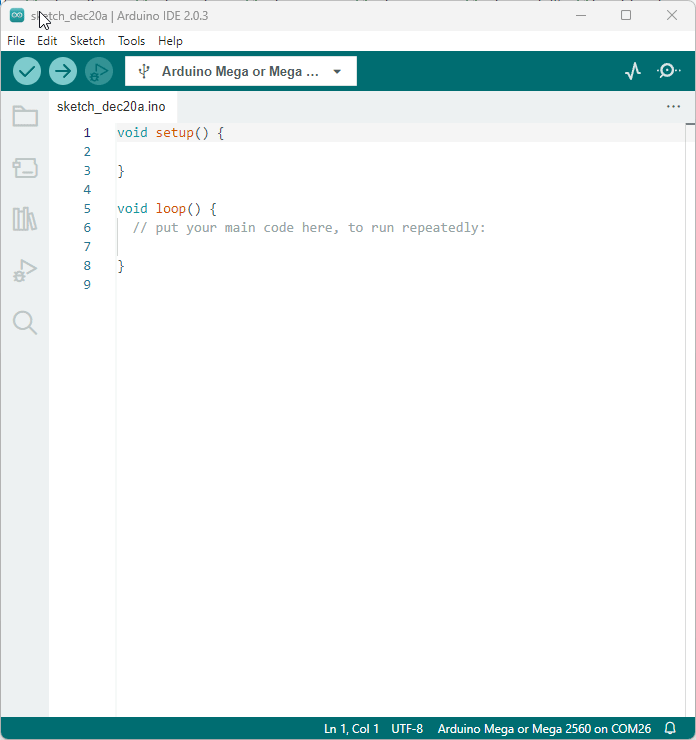 sketch_dec20a | Arduino IDE 2.0.3
File Edit Sketch Tools Help
Arduino Mega or Mega ...
sketch_dec20a.ino
1 void setup() {
2
3 }
4
5 void loop() {
6 // put your main code here, to run repeatedly:
7
8 }
9
Ln 1, Col 1 UTF-8 Arduino Mega or Mega 2560 on COM26